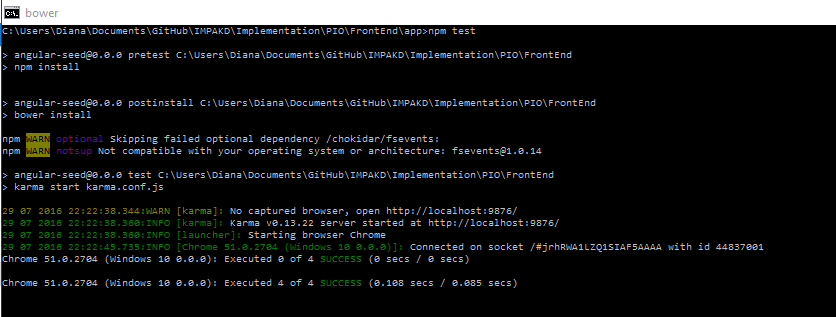 bower
C:\Users\Diana\Documents\GitHub\IMPAKD\Implementation\PIO\FrontEnd\app>npm test
> angular-seed@0.0.0 pretest C:\Users\Diana\Documents\GitHub\IMPAKD\Implementation\PIO\FrontEnd
> npm install
> angular-seed@0.0.0 postinstall C:\Users\Diana\Documents\GitHub\IMPAKD\Implementation\PIO\FrontEnd
> bower install
npm WARN optional Skipping failed optional dependency /chokidar/fsevents:
npm WARN notsup Not compatible with your operating system or architecture: fsevents@1.0.14
> angular-seed@0.0.0 test C:\Users\Diana\Documents\GitHub\IMPAKD\Implementation\PIO\FrontEnd
> karma start karma.conf.js
29 07 2016 22:22:38.344:WARN [karma]: No captured browser, open http://localhost:9876/
29 07 2016 22:22:38.360:INFO [karma]: Karma v0.13.22 server started at http://localhost:9876/
29 07 2016 22:22:38.360:INFO [launcher]: Starting browser Chrome
29 07 2016 22:22:45.735:INFO [Chrome 51.0.2704 (Windows 10 0.0.0)]: Connected on socket /#jrhRWA1LZQ1SIAF5AAAA with id 44837001
Chrome 51.0.2704 (Windows 10 0.0.0): Executed 0 of 4 SUCCESS (0 secs / 0 secs)
Chrome 51.0.2704 (Windows 10 0.0.0): Executed 4 of 4 SUCCESS (0.108 secs / 0.085 secs)